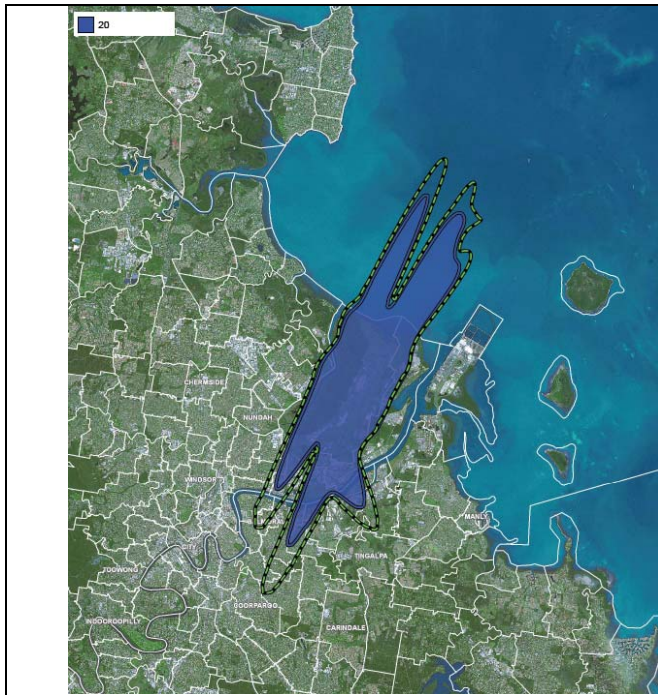 20
CHERMSIDE
NUNDAH
WINDSOR
MANLY
TINGALPA
TOOWONG
COORPAROO
INDOOROOPILLY
CARINDALE